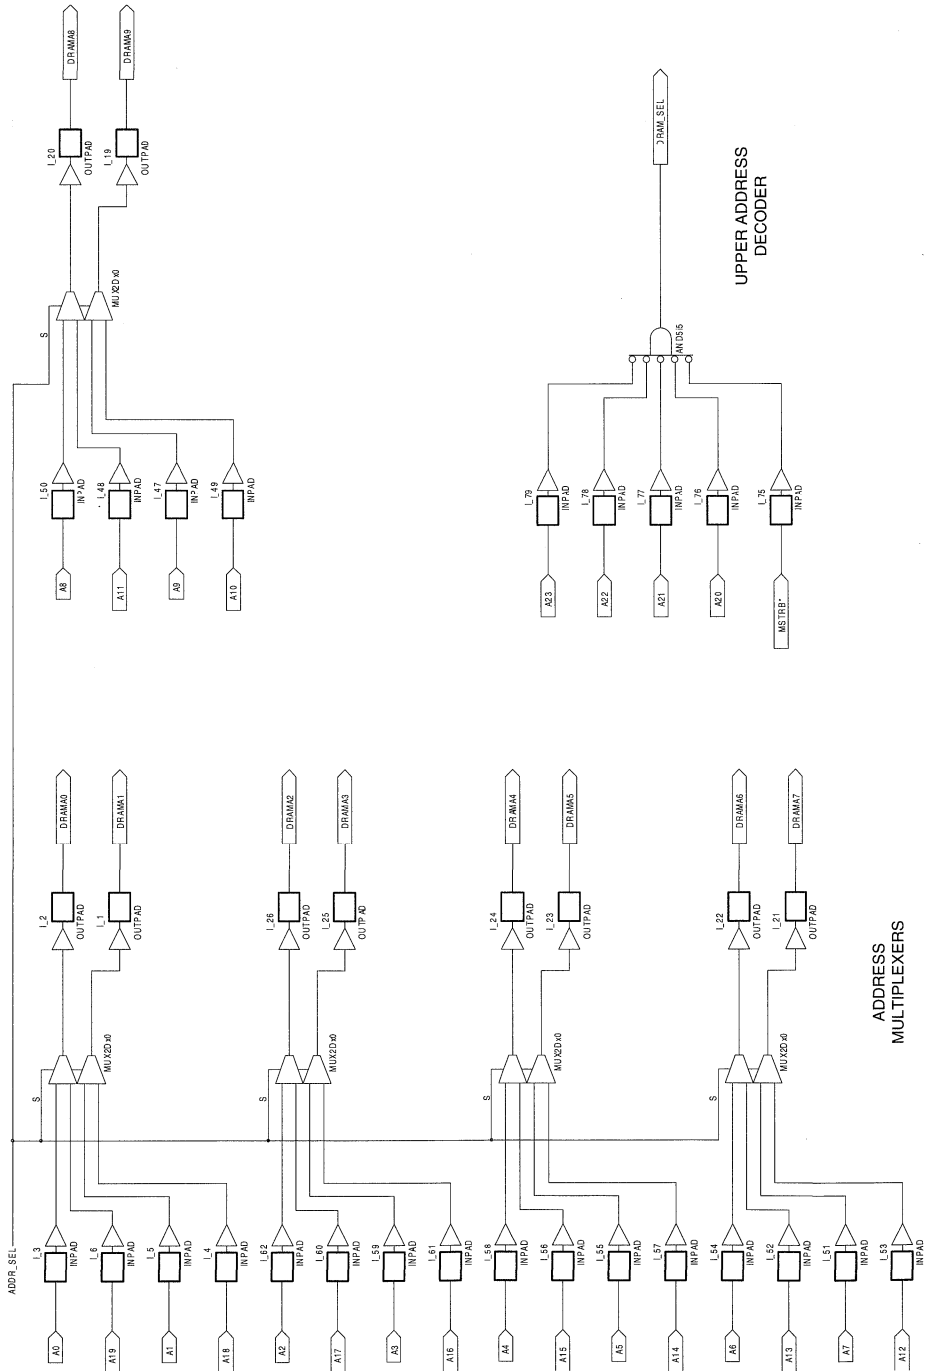 ADDR_SEL
A0
I_3
INPAD
A19
I_6
INPAD
A1
I_5
INPAD
A18
I_4
INPAD
S
MUX2Dx0
I_2
OUTPAD
DRAMA0
I_1
OUTPAD
DRAMA1
A2
I_62
INPAD
A17
I_60
INPAD
A3
I_59
INPAD
A16
I_61
INPAD
S
MUX2Dx0
I_26
OUTPAD
DRAMA2
I_25
OUTPAD
DRAMA3
A4
I_58
INPAD
A15
I_56
INPAD
A5
I_55
INPAD
A14
I_57
INPAD
S
MUX2Dx0
I_24
OUTPAD
DRAMA4
I_23
OUTPAD
DRAMA5
A6
I_54
INPAD
A13
I_52
INPAD
A7
I_51
INPAD
A12
I_53
INPAD
S
MUX2Dx0
I_22
OUTPAD
DRAMA6
I_21
OUTPAD
DRAMA7
ADDRESS
MULTIPLEXERS
A8
I_50
INPAD
A11
I_48
INPAD
A9
I_47
INPAD
A10
I_49
INPAD
S
MUX2Dx0
I_20
OUTPAD
DRAMA8
I_19
OUTPAD
DRAMA9
A23
I_79
INPAD
A22
I_78
INPAD
A21
I_77
INPAD
A20
I_76
INPAD
MSTRB*
I_75
INPAD
AND5i5
DRAM_SEL
UPPER ADDRESS
DECODER